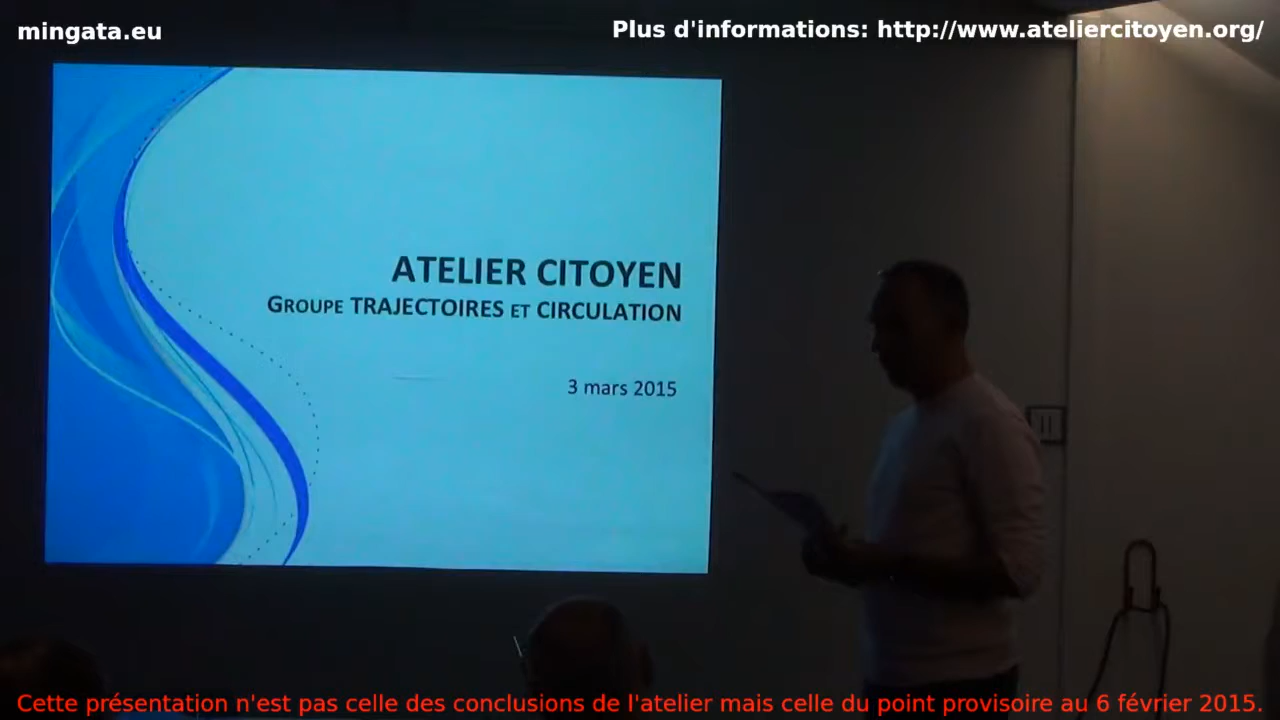 mingata.eu
Plus d'informations: http://www.ateliercitoyen.org/
ATELIER CITOYEN
GROUPE TRAJECTOIRES ET CIRCULATION
3 mars 2015
Cette présentation n'est pas celle des conclusions de l'atelier mais celle du point provisoire au 6 février 2015.